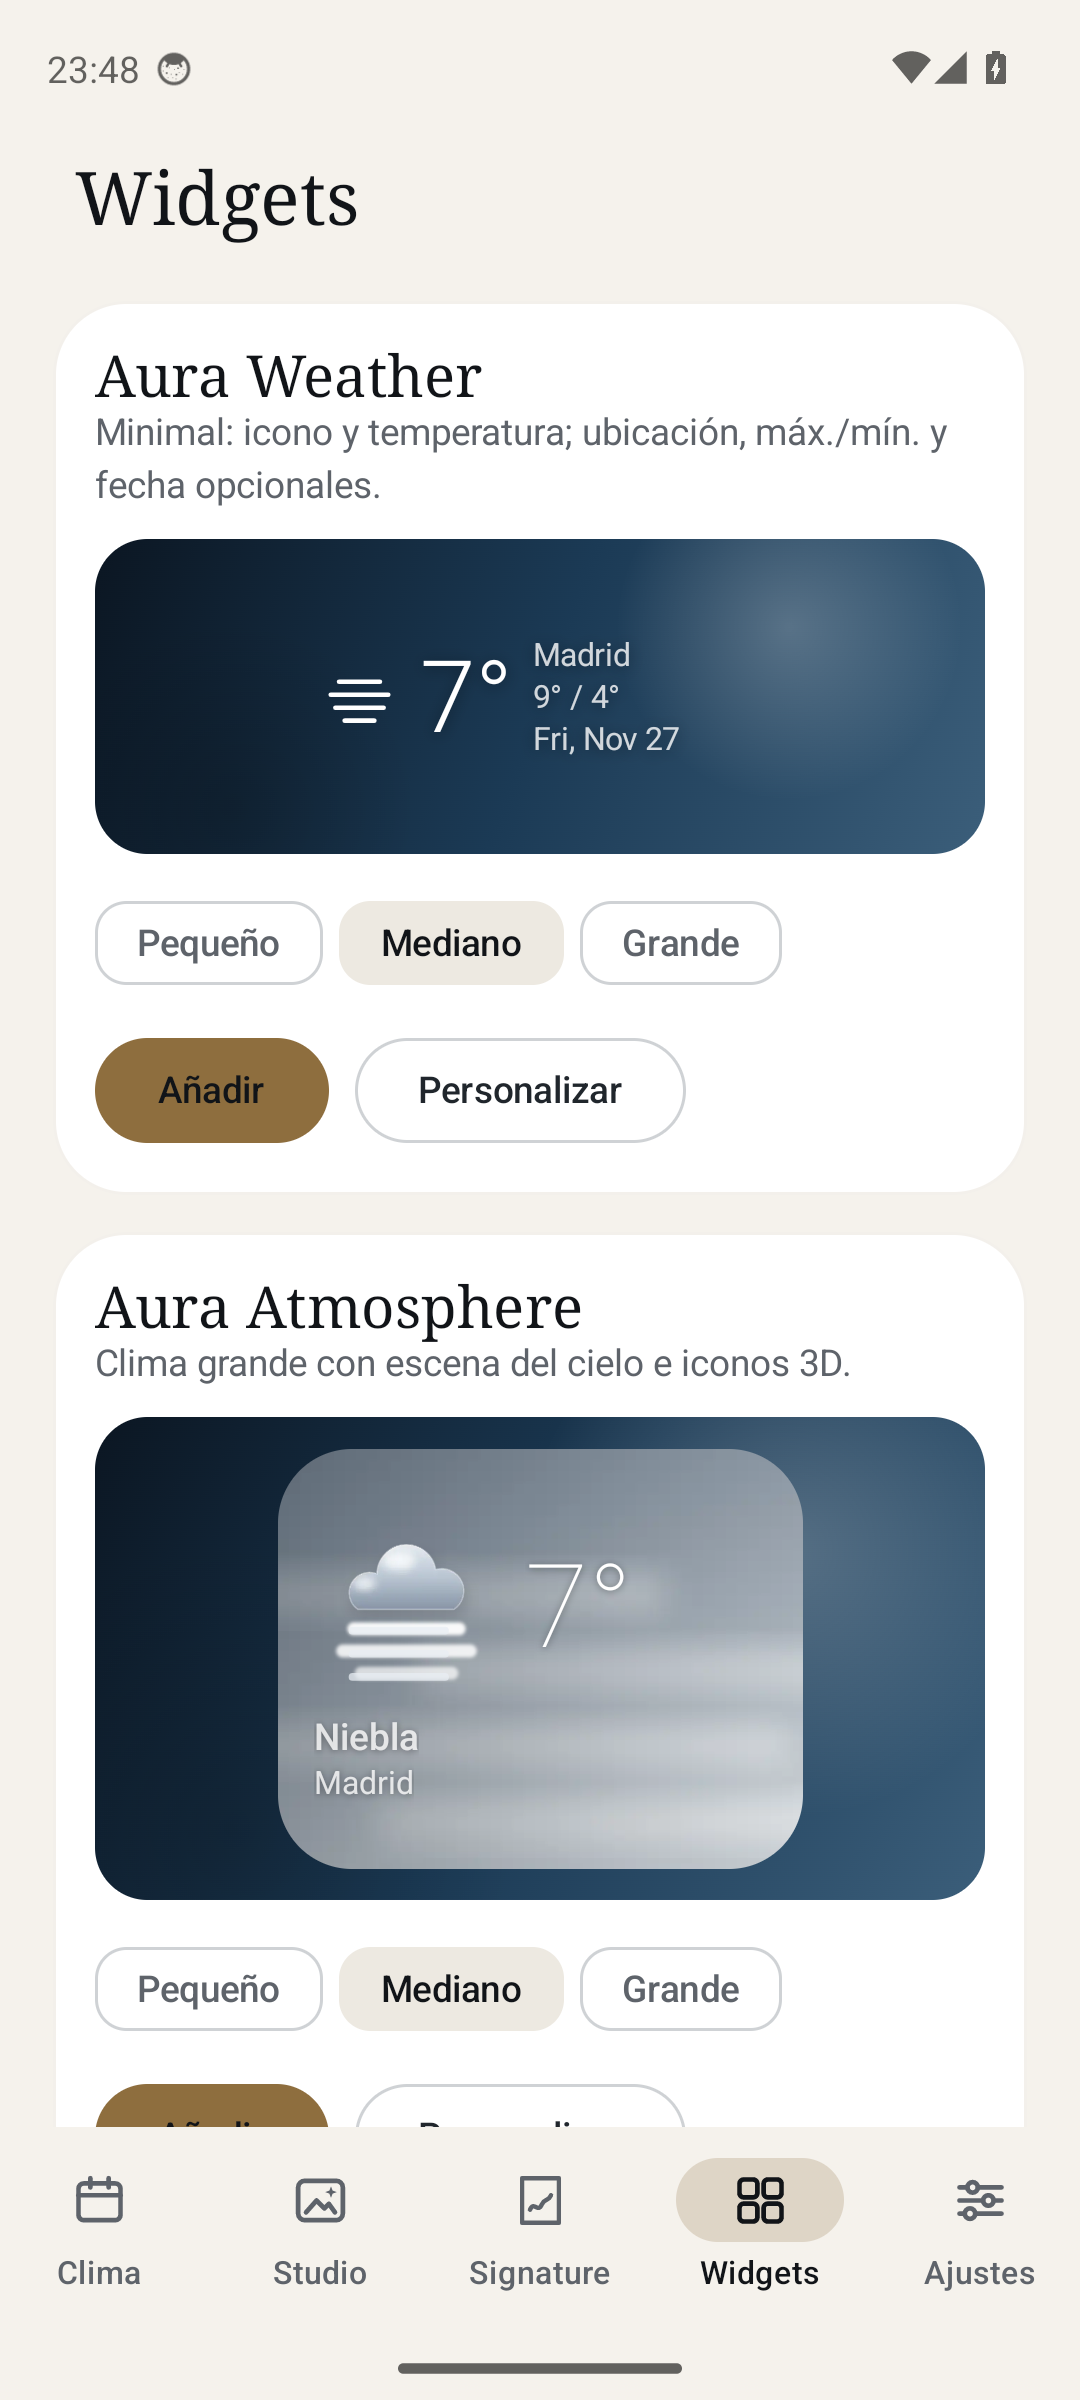 23:48
Widgets
Aura Weather
Minimal: icono y temperatura; ubicación, máx./mín. y
fecha opcionales.
7°
Madrid
9° / 4°
Fri, Nov 27
Pequeño
Mediano
Grande
Añadir
Personalizar
Aura Atmosphere
Clima grande con escena del cielo e iconos 3D.
7°
Niebla
Madrid
Pequeño
Mediano
Grande
Clima
Studio
Signature
Widgets
Ajustes